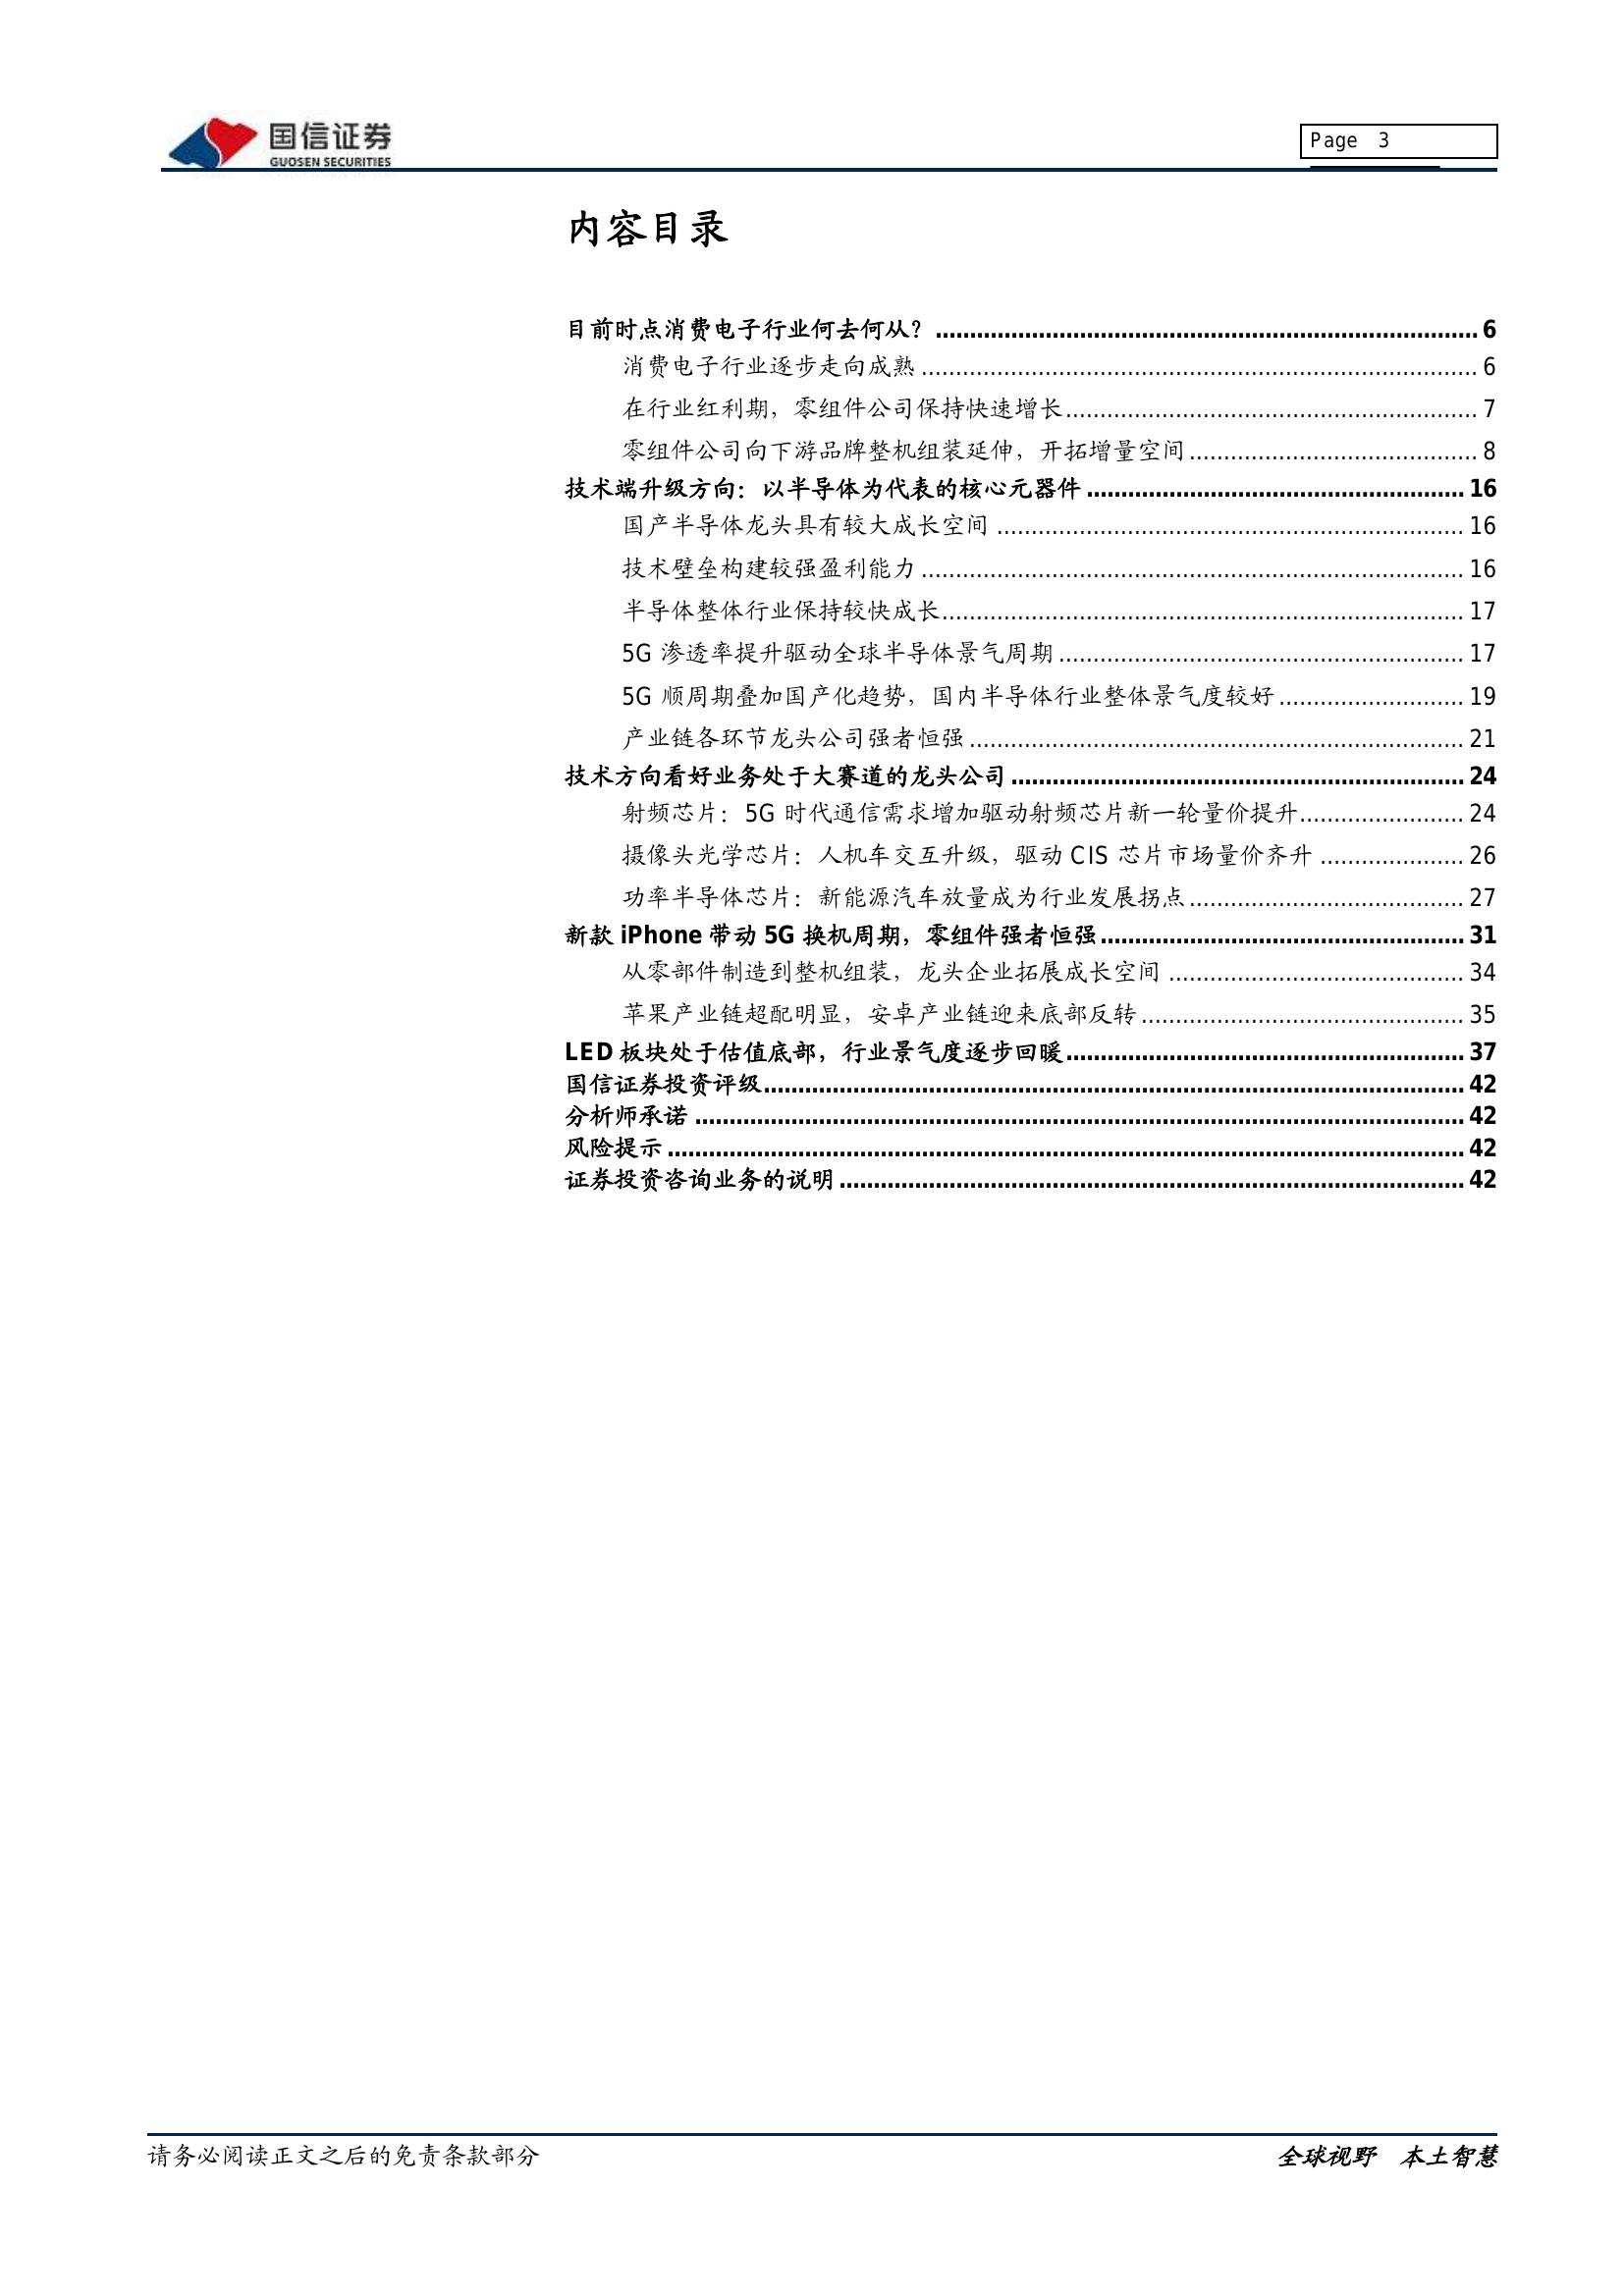 国信证券
GUOSEN SECURITIES
Page 3
内容目录
目前时点消费电子行业何去何从？ ........ 6
消费电子行业逐步走向成熟 ........ 6
在行业红利期，零组件公司保持快速增长 ........ 7
零组件公司向下游品牌整机组装延伸，开拓增量空间 ........ 8
技术端升级方向：以半导体为代表的核心元器件 ........ 16
国产半导体龙头具有较大成长空间 ........ 16
技术壁垒构建较强盈利能力 ........ 16
半导体整体行业保持较快成长 ........ 17
5G 渗透率提升驱动全球半导体景气周期 ........ 17
5G 顺周期叠加国产化趋势，国内半导体行业整体景气度较好 ........ 19
产业链各环节龙头公司强者恒强 ........ 21
技术方向看好业务处于大赛道的龙头公司 ........ 24
射频芯片：5G 时代通信需求增加驱动射频芯片新一轮量价提升 ........ 24
摄像头光学芯片：人机车交互升级，驱动 CIS 芯片市场量价齐升 ........ 26
功率半导体芯片：新能源汽车放量成为行业发展拐点 ........ 27
新款 iPhone 带动 5G 换机周期，零组件强者恒强 ........ 31
从零部件制造到整机组装，龙头企业拓展成长空间 ........ 34
苹果产业链超配明显，安卓产业链迎来底部反转 ........ 35
LED 板块处于估值底部，行业景气度逐步回暖 ........ 37
国信证券投资评级 ........ 42
分析师承诺 ........ 42
风险提示 ........ 42
证券投资咨询业务的说明 ........ 42
请务必阅读正文之后的免责条款部分
全球视野 本土智慧